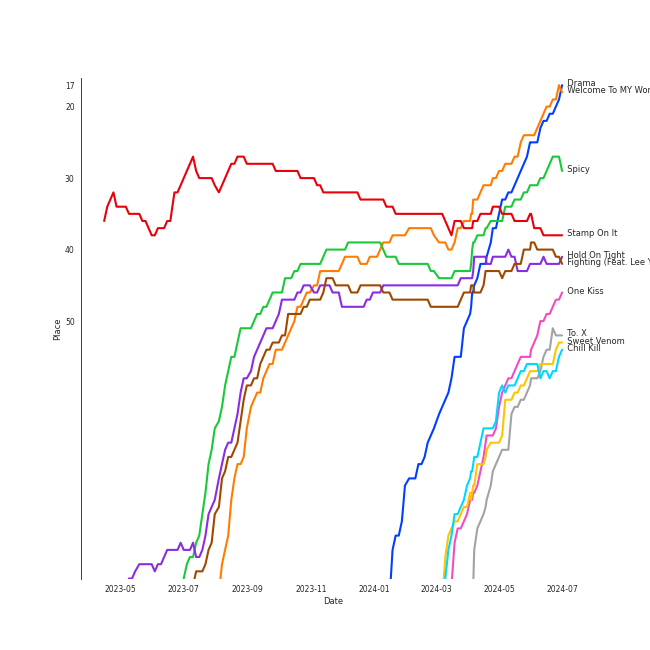 17
20
30
40
50
Place
Drama
Welcome To MY Wor
Spicy
Stamp On It
Hold On Tight
Fighting (Feat. Lee Y
One Kiss
To. X
Sweet Venom
Chill Kill
2023-05
2023-07
2023-09
2023-11
2024-01
2024-03
2024-05
2024-07
Date